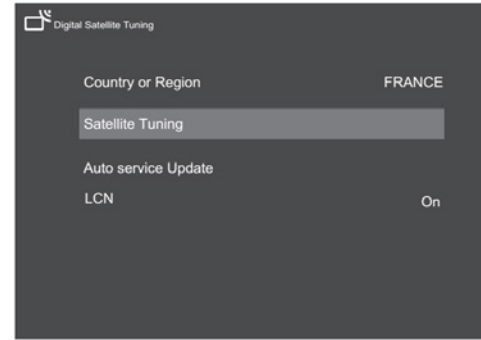 Digital Satellite Tuning
Country or Region FRANCE
Satellite Tuning
Auto service Update
LCN On